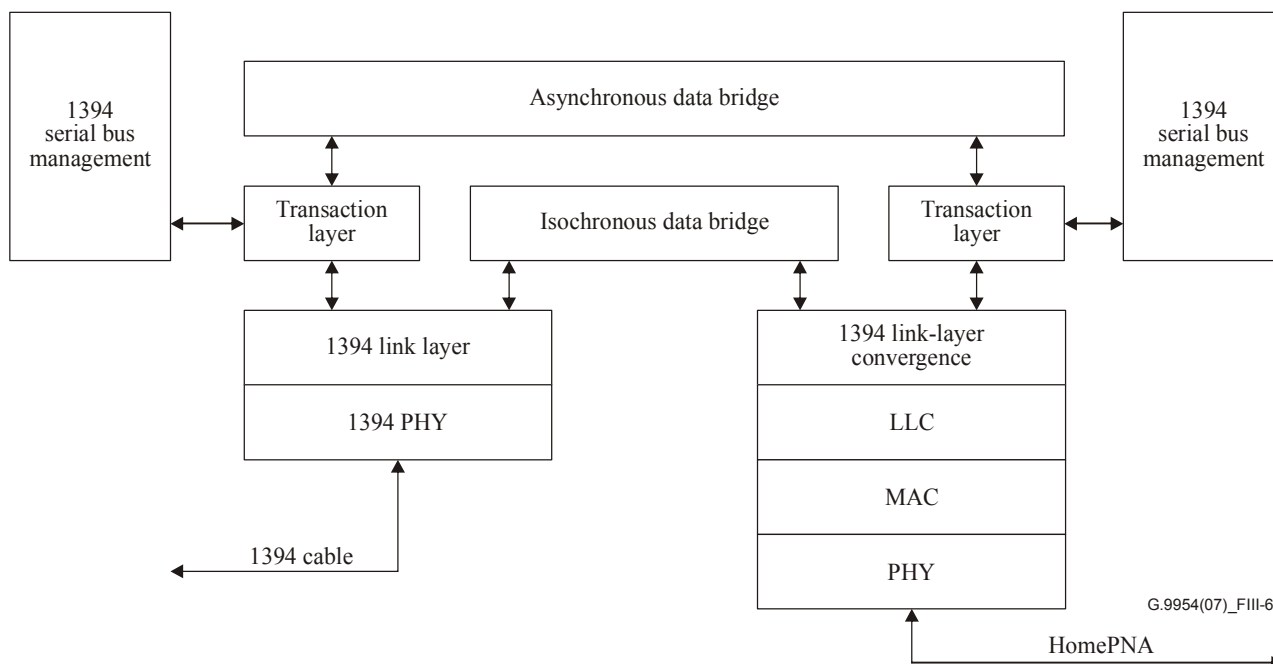 1394
serial bus
management
Asynchronous data bridge
1394
serial bus
management
Transaction
layer
Isochronous data bridge
Transaction
layer
1394 link layer
1394 link-layer
convergence
1394 PHY
LLC
MAC
1394 cable
PHY
G.9954(07)_FIII-6
HomePNA